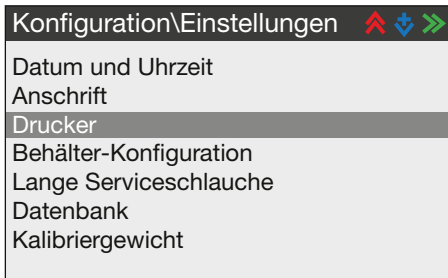 Konfiguration\Einstellungen
Datum und Uhrzeit
Anschrift
Drucker
Behälter-Konfiguration
Lange Serviceschlauche
Datenbank
Kalibriergewicht